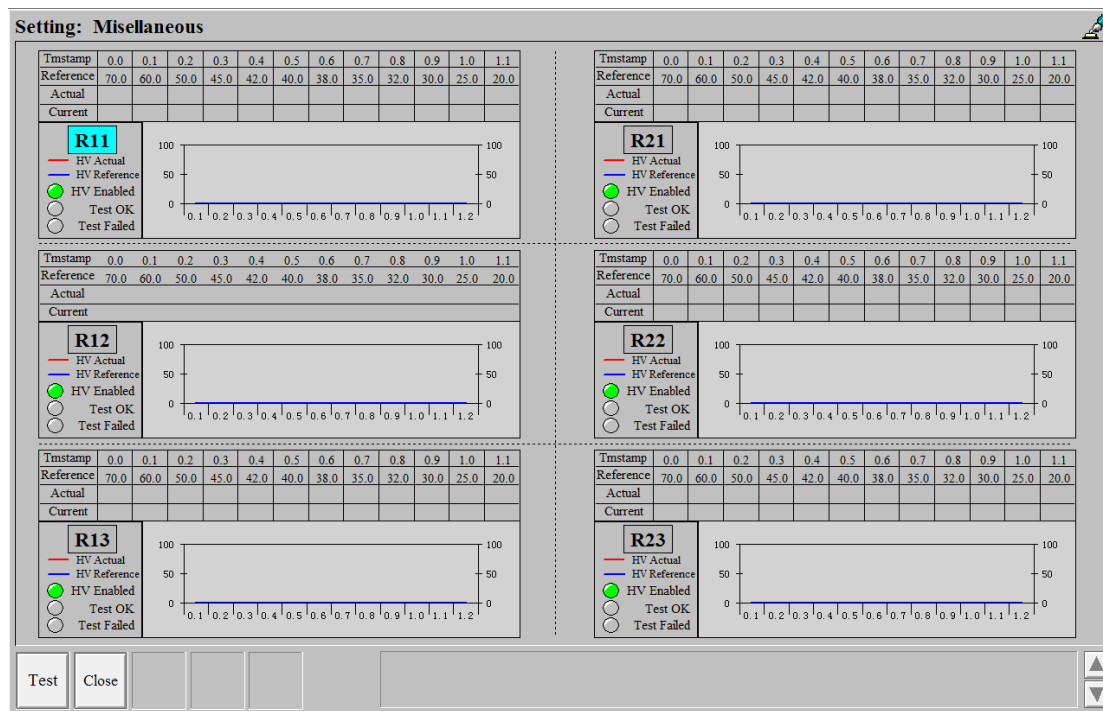 Setting: Misellaneous
Tmstamp 0.0 0.1 0.2 0.3 0.4 0.5 0.6 0.7 0.8 0.9 1.0 1.1
Reference 70.0 60.0 50.0 45.0 42.0 40.0 38.0 35.0 32.0 30.0 25.0 20.0
Actual
Current
R11
HV Actual
HV Reference
HV Enabled
Test OK
Test Failed
100 100
50 50
0 0
0.1 0.2 0.3 0.4 0.5 0.6 0.7 0.8 0.9 1.0 1.1 1.2
Tmstamp 0.0 0.1 0.2 0.3 0.4 0.5 0.6 0.7 0.8 0.9 1.0 1.1
Reference 70.0 60.0 50.0 45.0 42.0 40.0 38.0 35.0 32.0 30.0 25.0 20.0
Actual
Current
R21
HV Actual
HV Reference
HV Enabled
Test OK
Test Failed
100 100
50 50
0 0
0.1 0.2 0.3 0.4 0.5 0.6 0.7 0.8 0.9 1.0 1.1 1.2
Tmstamp 0.0 0.1 0.2 0.3 0.4 0.5 0.6 0.7 0.8 0.9 1.0 1.1
Reference 70.0 60.0 50.0 45.0 42.0 40.0 38.0 35.0 32.0 30.0 25.0 20.0
Actual
Current
R12
HV Actual
HV Reference
HV Enabled
Test OK
Test Failed
100 100
50 50
0 0
0.1 0.2 0.3 0.4 0.5 0.6 0.7 0.8 0.9 1.0 1.1 1.2
Tmstamp 0.0 0.1 0.2 0.3 0.4 0.5 0.6 0.7 0.8 0.9 1.0 1.1
Reference 70.0 60.0 50.0 45.0 42.0 40.0 38.0 35.0 32.0 30.0 25.0 20.0
Actual
Current
R22
HV Actual
HV Reference
HV Enabled
Test OK
Test Failed
100 100
50 50
0 0
0.1 0.2 0.3 0.4 0.5 0.6 0.7 0.8 0.9 1.0 1.1 1.2
Tmstamp 0.0 0.1 0.2 0.3 0.4 0.5 0.6 0.7 0.8 0.9 1.0 1.1
Reference 70.0 60.0 50.0 45.0 42.0 40.0 38.0 35.0 32.0 30.0 25.0 20.0
Actual
Current
R13
HV Actual
HV Reference
HV Enabled
Test OK
Test Failed
100 100
50 50
0 0
0.1 0.2 0.3 0.4 0.5 0.6 0.7 0.8 0.9 1.0 1.1 1.2
Tmstamp 0.0 0.1 0.2 0.3 0.4 0.5 0.6 0.7 0.8 0.9 1.0 1.1
Reference 70.0 60.0 50.0 45.0 42.0 40.0 38.0 35.0 32.0 30.0 25.0 20.0
Actual
Current
R23
HV Actual
HV Reference
HV Enabled
Test OK
Test Failed
100 100
50 50
0 0
0.1 0.2 0.3 0.4 0.5 0.6 0.7 0.8 0.9 1.0 1.1 1.2
Test Close